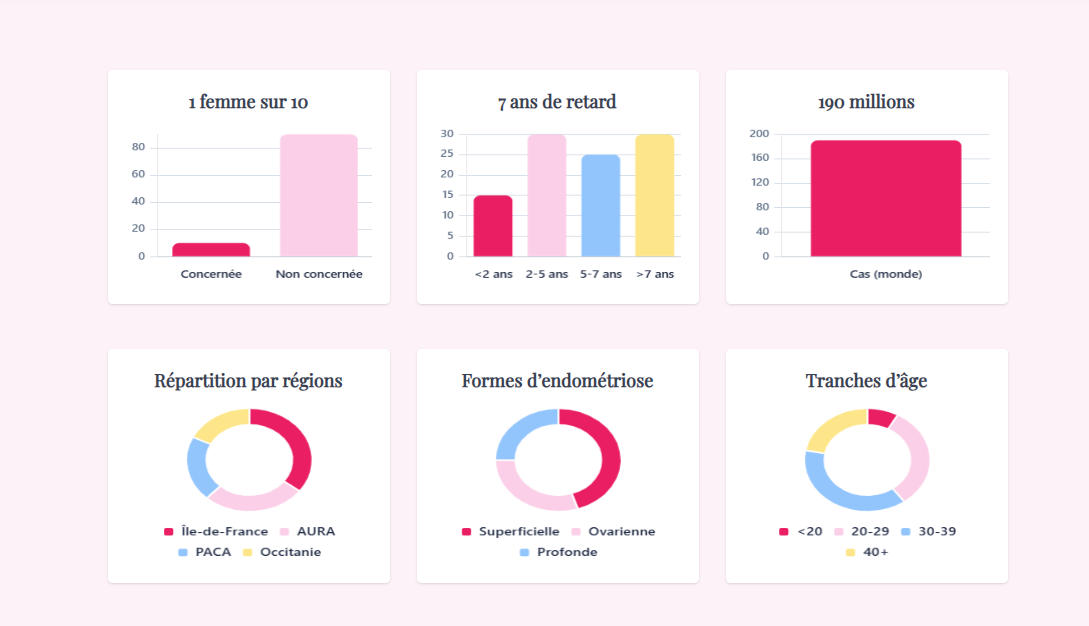 1 femme sur 10
80
60
40
20
0
Concernée Non concernée
7 ans de retard
30
25
20
15
10
5
0
<2 ans 2-5 ans 5-7 ans >7 ans
190 millions
200
160
120
80
40
0
Cas (monde)
Répartition par régions
Île-de-France AURA
PACA Occitanie
Formes d’endométriose
Superficielle Ovarienne
Profonde
Tranches d’âge
<20 20-29 30-39
40+